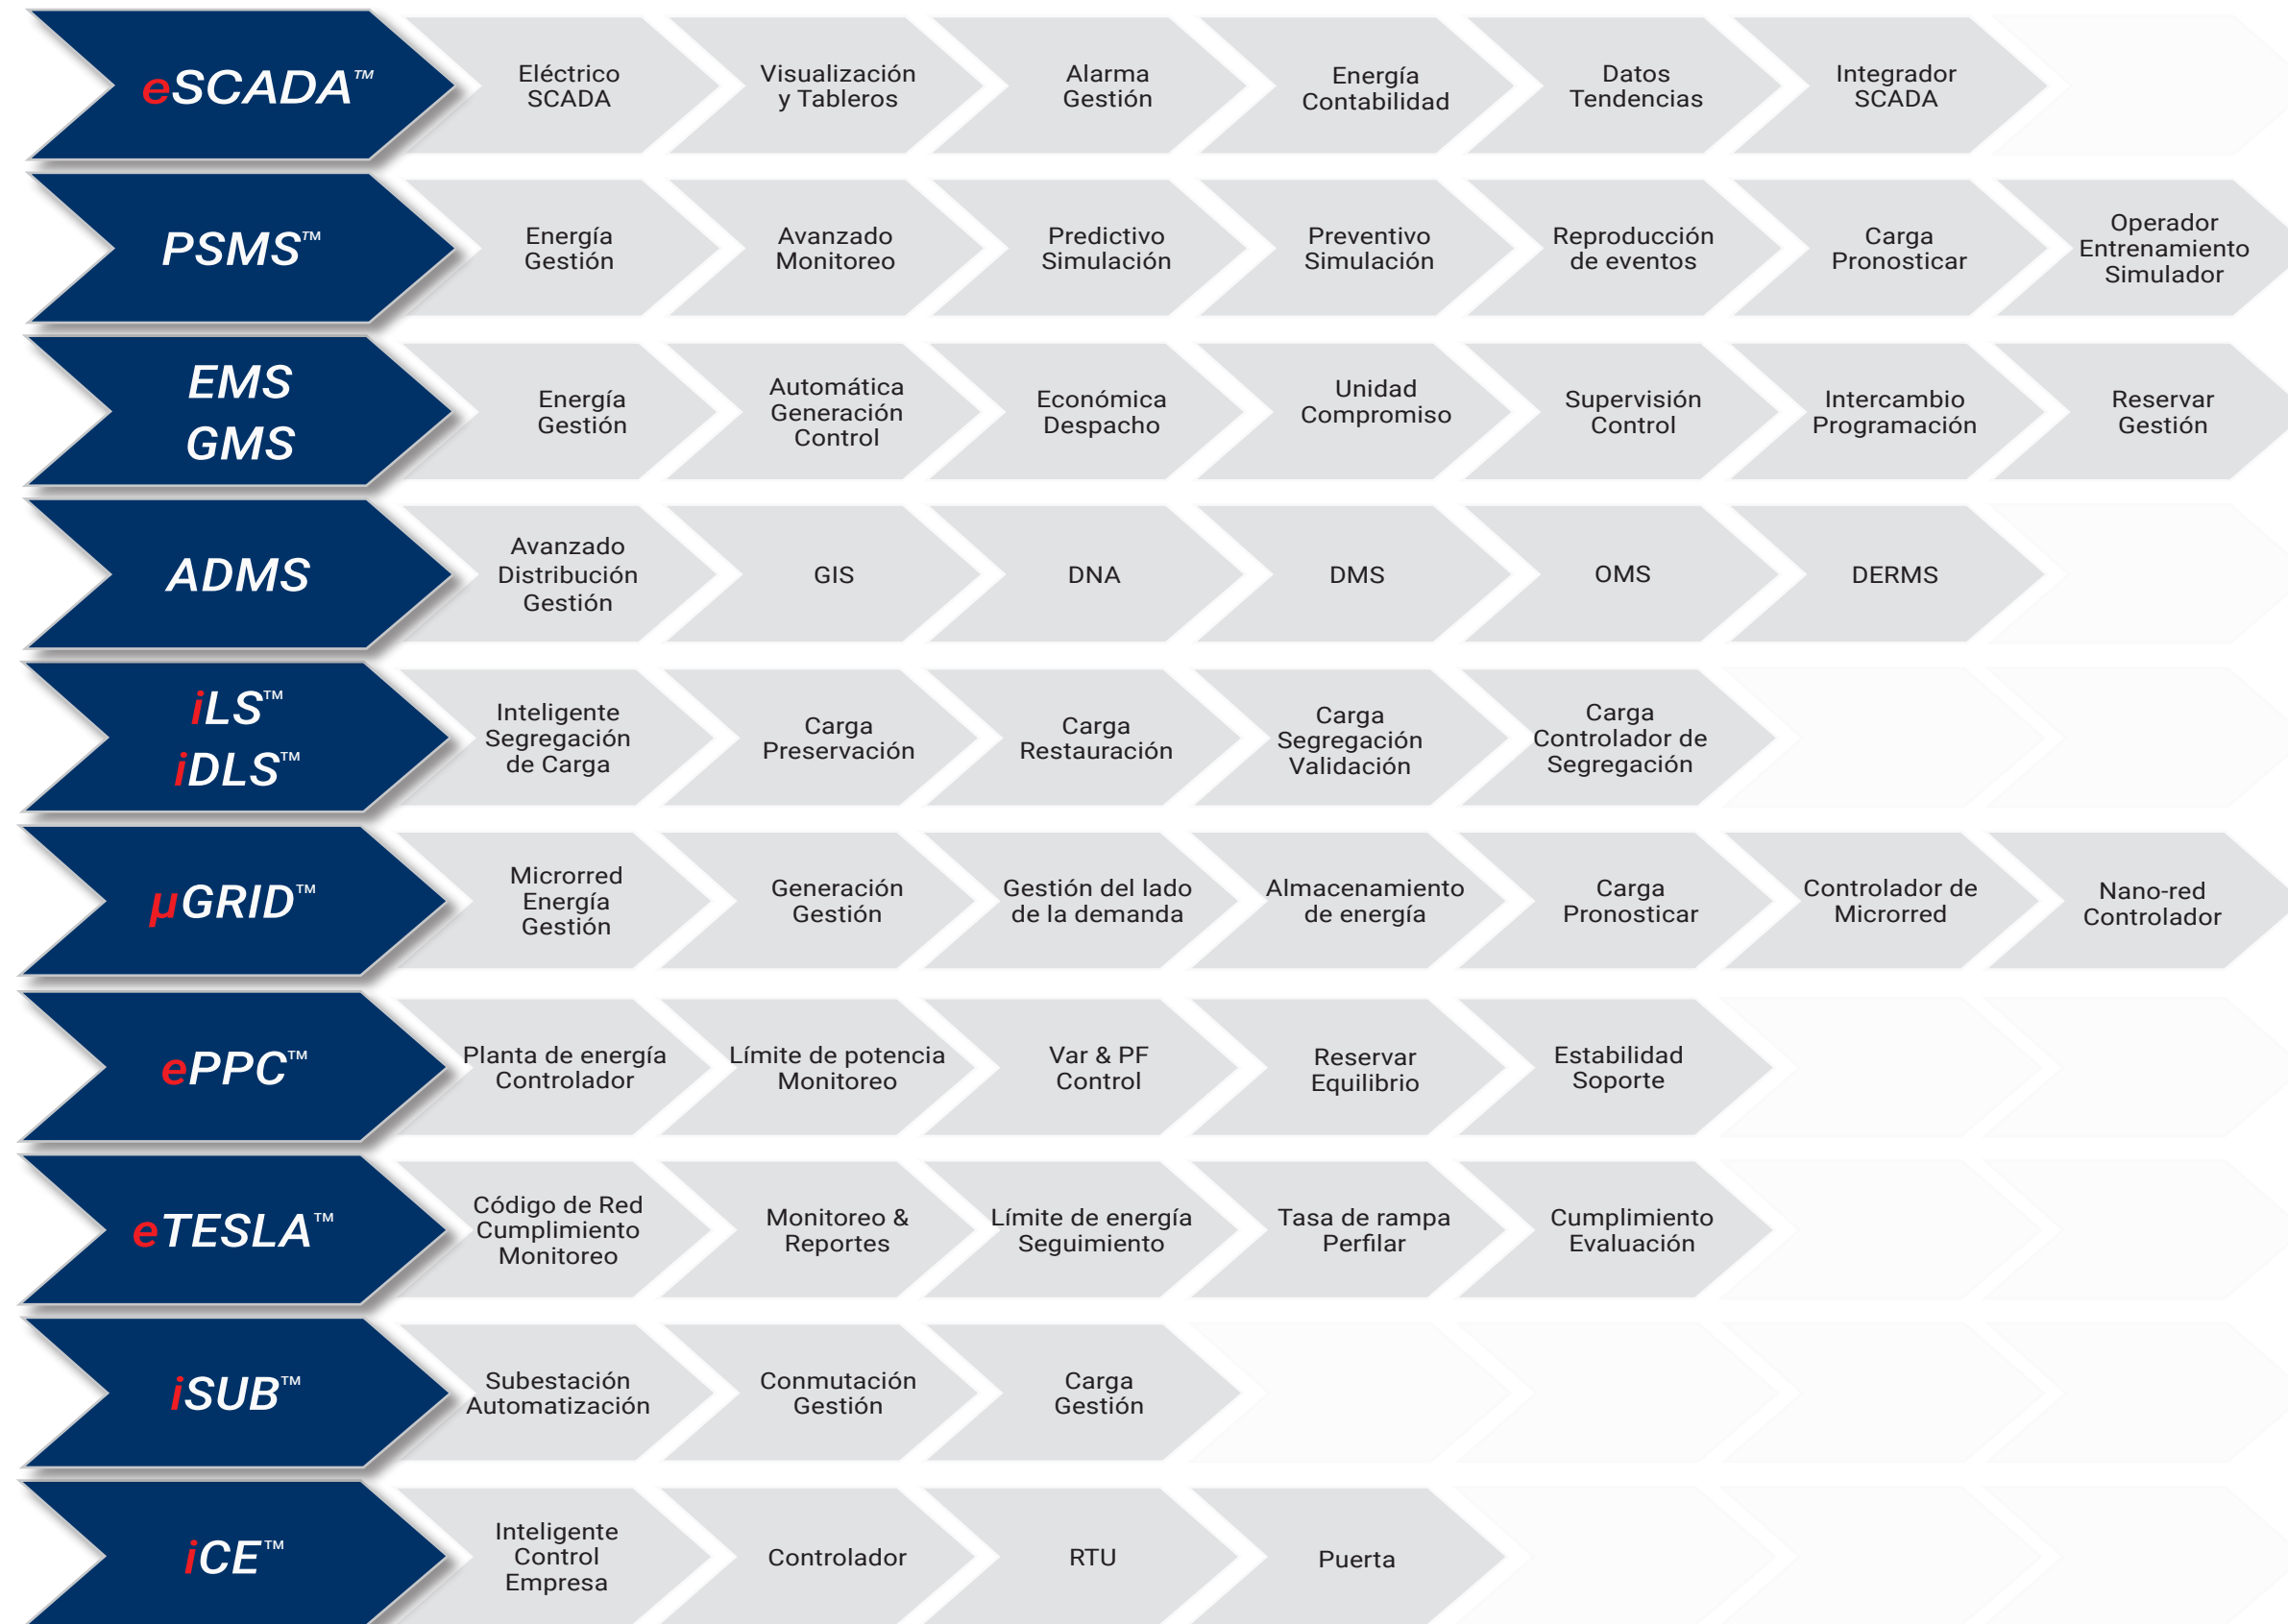 eSCADA™
Eléctrico
SCADA
Visualización
y Tableros
Alarma
Gestión
Energía
Contabilidad
Datos
Tendencias
Integrador
SCADA
PSMS™
Energía
Gestión
Avanzado
Monitoreo
Predictivo
Simulación
Preventivo
Simulación
Reproducción
de eventos
Carga
Pronosticar
Operador
Entrenamiento
Simulador
EMS
GMS
Energía
Gestión
Automática
Generación
Control
Económica
Despacho
Unidad
Compromiso
Supervisión
Control
Intercambio
Programación
Reservar
Gestión
ADMS
Avanzado
Distribución
Gestión
GIS
DNA
DMS
OMS
DERMS
iLS™
iDLS™
Inteligente
Segregación
de Carga
Carga
Preservación
Carga
Restauración
Carga
Segregación
Validación
Carga
Controlador de
Segregación
µGRID™
Microrred
Energía
Gestión
Generación
Gestión
Gestión del lado
de la demanda
Almacenamiento
de energía
Carga
Pronosticar
Controlador de
Microrred
Nano-red
Controlador
ePPC™
Planta de energía
Controlador
Límite de potencia
Monitoreo
Var & PF
Control
Reservar
Equilibrio
Estabilidad
Soporte
eTESLA™
Código de Red
Cumplimiento
Monitoreo
Monitoreo &
Reportes
Límite de energía
Seguimiento
Tasa de rampa
Perfilar
Cumplimiento
Evaluación
iSUB™
Subestación
Automatización
Conmutación
Gestión
Carga
Gestión
iCE™
Inteligente
Control
Empresa
Controlador
RTU
Puerta